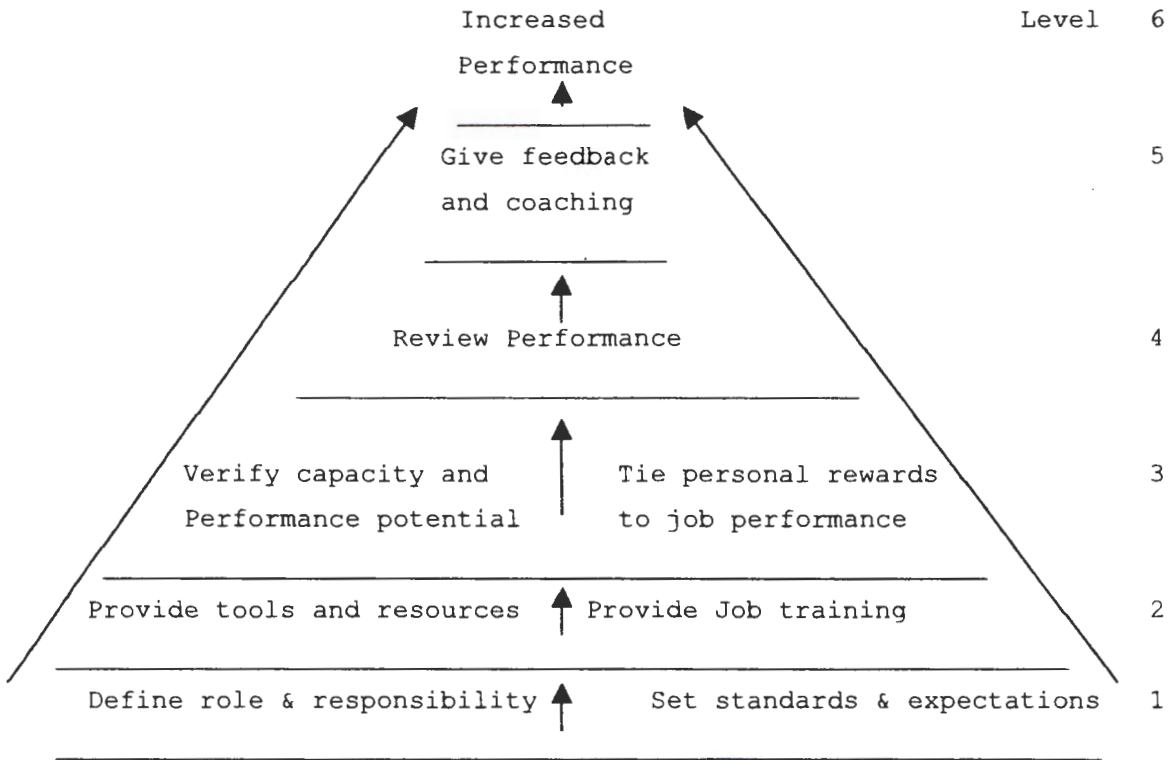 Increased Level 6
Performance
Give feedback 5
and coaching
Review Performance 4
Verify capacity and Tie personal rewards 3
Performance potential to job performance
Provide tools and resources Provide Job training 2
Define role & responsibility Set standards & expectations 1